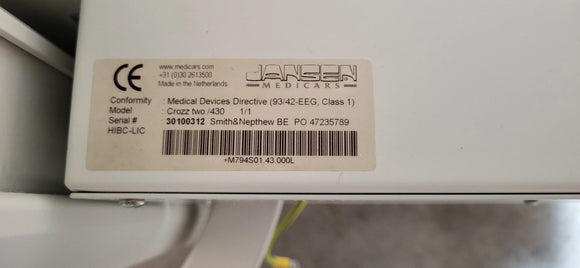 CE
www.medicars.com
+31 (0)30 2613500
Made in the Netherlands
JANSEN
MEDICARS
Conformity : Medical Devices Directive (93/42-EEG, Class 1)
Model : Crozz two /430 1/1
Serial # : 30100312 Smith&Nepthew BE PO 47235789
HIBC-LIC
+M794S01.43.000L